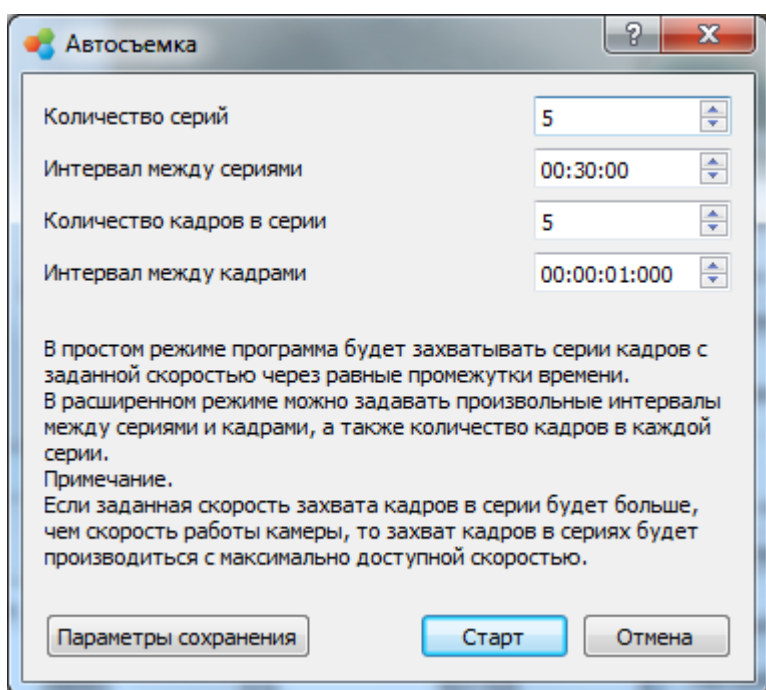 Автосъемка
Количество серий 5
Интервал между сериями 00:30:00
Количество кадров в серии 5
Интервал между кадрами 00:00:01:000
В простом режиме программа будет захватывать серии кадров с
заданной скоростью через равные промежутки времени.
В расширенном режиме можно задавать произвольные интервалы
между сериями и кадрами, а также количество кадров в каждой
серии.
Примечание.
Если заданная скорость захвата кадров в серии будет больше,
чем скорость работы камеры, то захват кадров в сериях будет
производиться с максимально доступной скоростью.
Параметры сохранения Старт Отмена